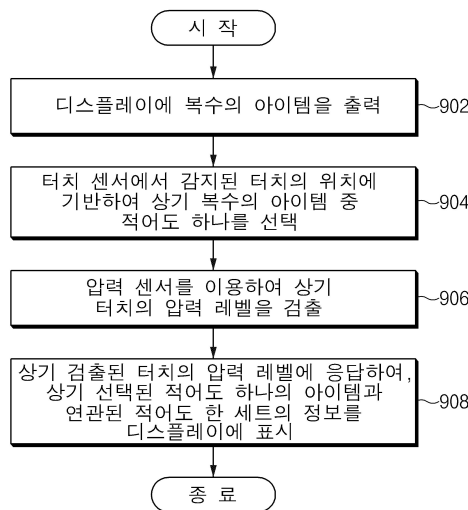 시 작
디스플레이에 복수의 아이템을 출력
902
터치 센서에서 감지된 터치의 위치에
기반하여 상기 복수의 아이템 중
적어도 하나를 선택
904
압력 센서를 이용하여 상기
터치의 압력 레벨을 검출
906
상기 검출된 터치의 압력 레벨에 응답하여,
상기 선택된 적어도 하나의 아이템과
연관된 적어도 한 세트의 정보를
디스플레이에 표시
908
종 료